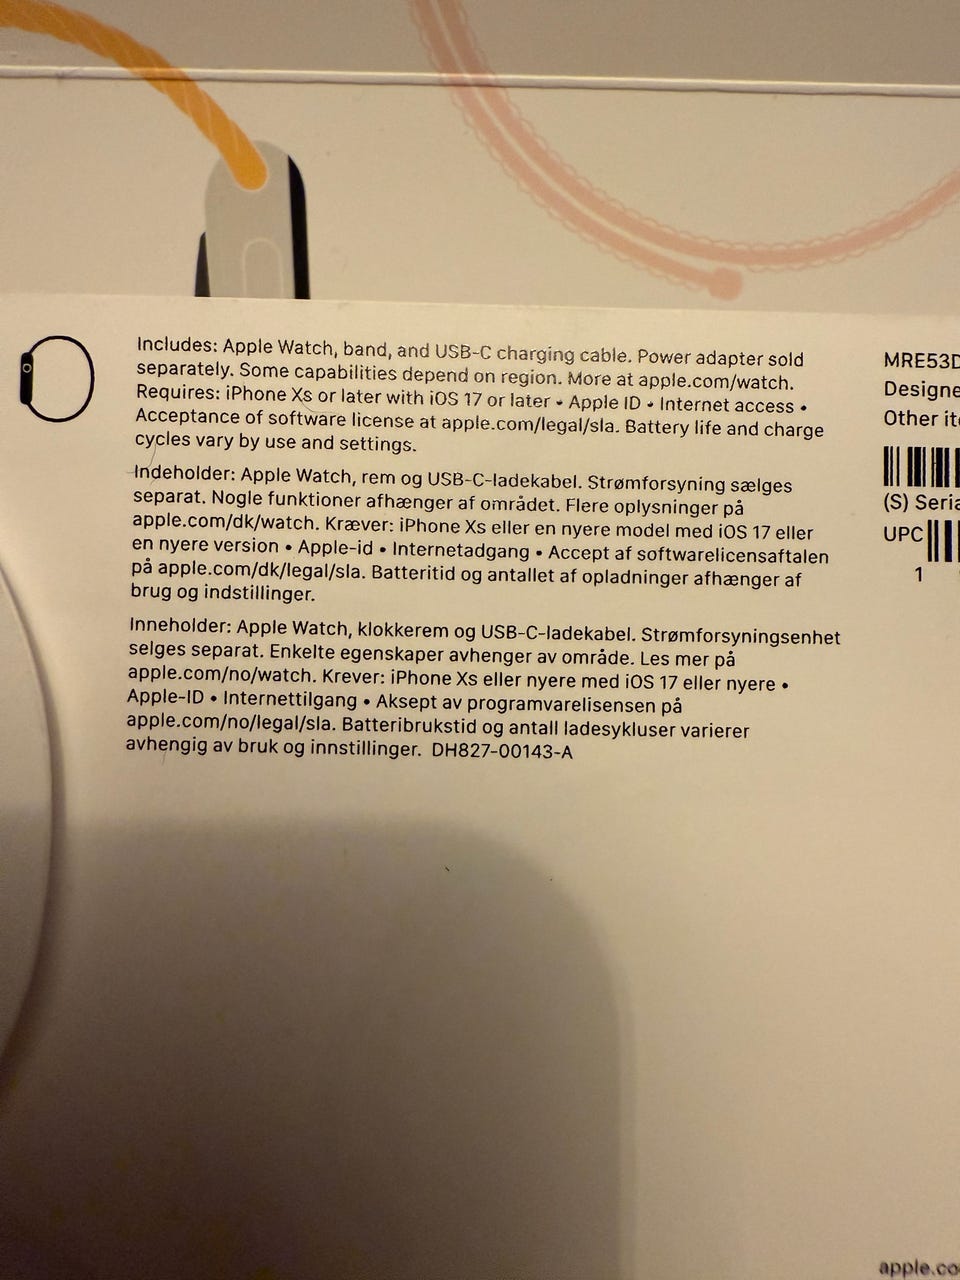 Includes: Apple Watch, band, and USB-C charging cable. Power adapter sold
separately. Some capabilities depend on region. More at apple.com/watch.
Requires: iPhone Xs or later with iOS 17 or later • Apple ID • Internet access •
Acceptance of software license at apple.com/legal/sla. Battery life and charge
cycles vary by use and settings.
Indeholder: Apple Watch, rem og USB-C-ladekabel. Strømforsyning sælges
separat. Nogle funktioner afhænger af området. Flere oplysninger på
apple.com/dk/watch. Kræver: iPhone Xs eller en nyere model med iOS 17 eller
en nyere version • Apple-id • Internetadgang • Accept af softwarelicensaftalen
på apple.com/dk/legal/sla. Batteritid og antallet af opladninger afhænger af
brug og indstillinger.
Inneholder: Apple Watch, klokkerem og USB-C-ladekabel. Strømforsyningsenhet
selges separat. Enkelte egenskaper avhenger av område. Les mer på
apple.com/no/watch. Krever: iPhone Xs eller nyere med iOS 17 eller nyere •
Apple-ID • Internettilgang • Aksept av programvarelisensen på
apple.com/no/legal/sla. Batteribrukstid og antall ladesykluser varierer
avhengig av bruk og innstillinger. DH827-00143-A
MRE53D
Designe
Other it
(S) Seria
UPC
1
apple.co